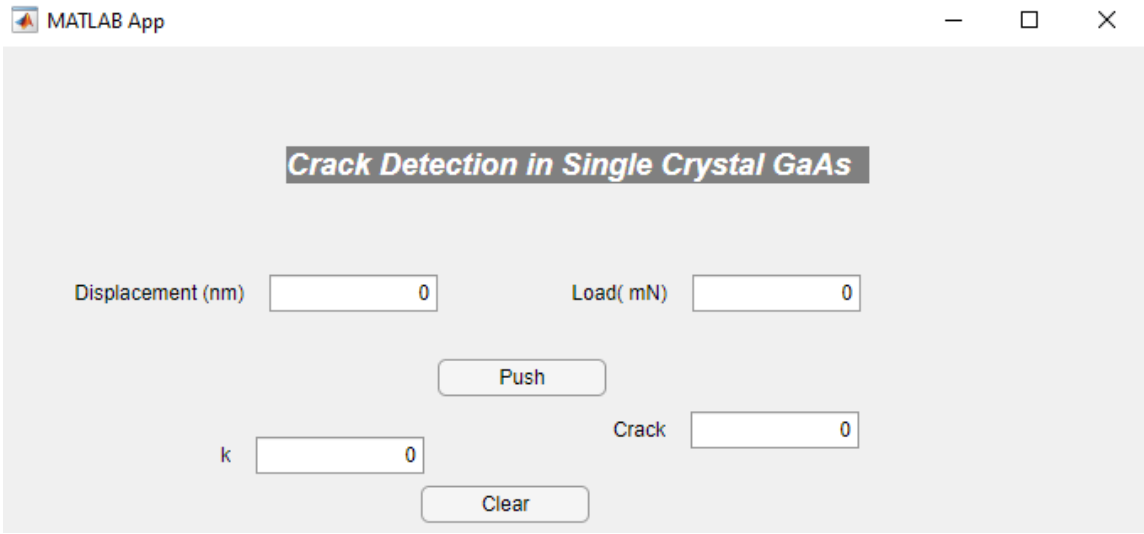 MATLAB App
Crack Detection in Single Crystal GaAs
Displacement (nm) 0 Load( mN) 0
Push
Crack 0
k 0
Clear